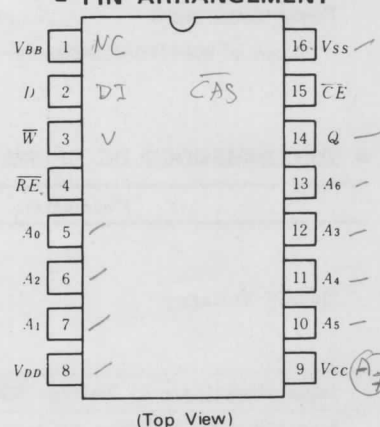 PIN ARRANGEMENT
VBB 1 NC 16 VSS
D 2 DI CAS 15 CE
W 3 V 14 Q
RE 4 13 A6
A0 5 12 A3
A2 6 11 A4
A1 7 10 A5
VDD 8 9 VCC A7
(Top View)